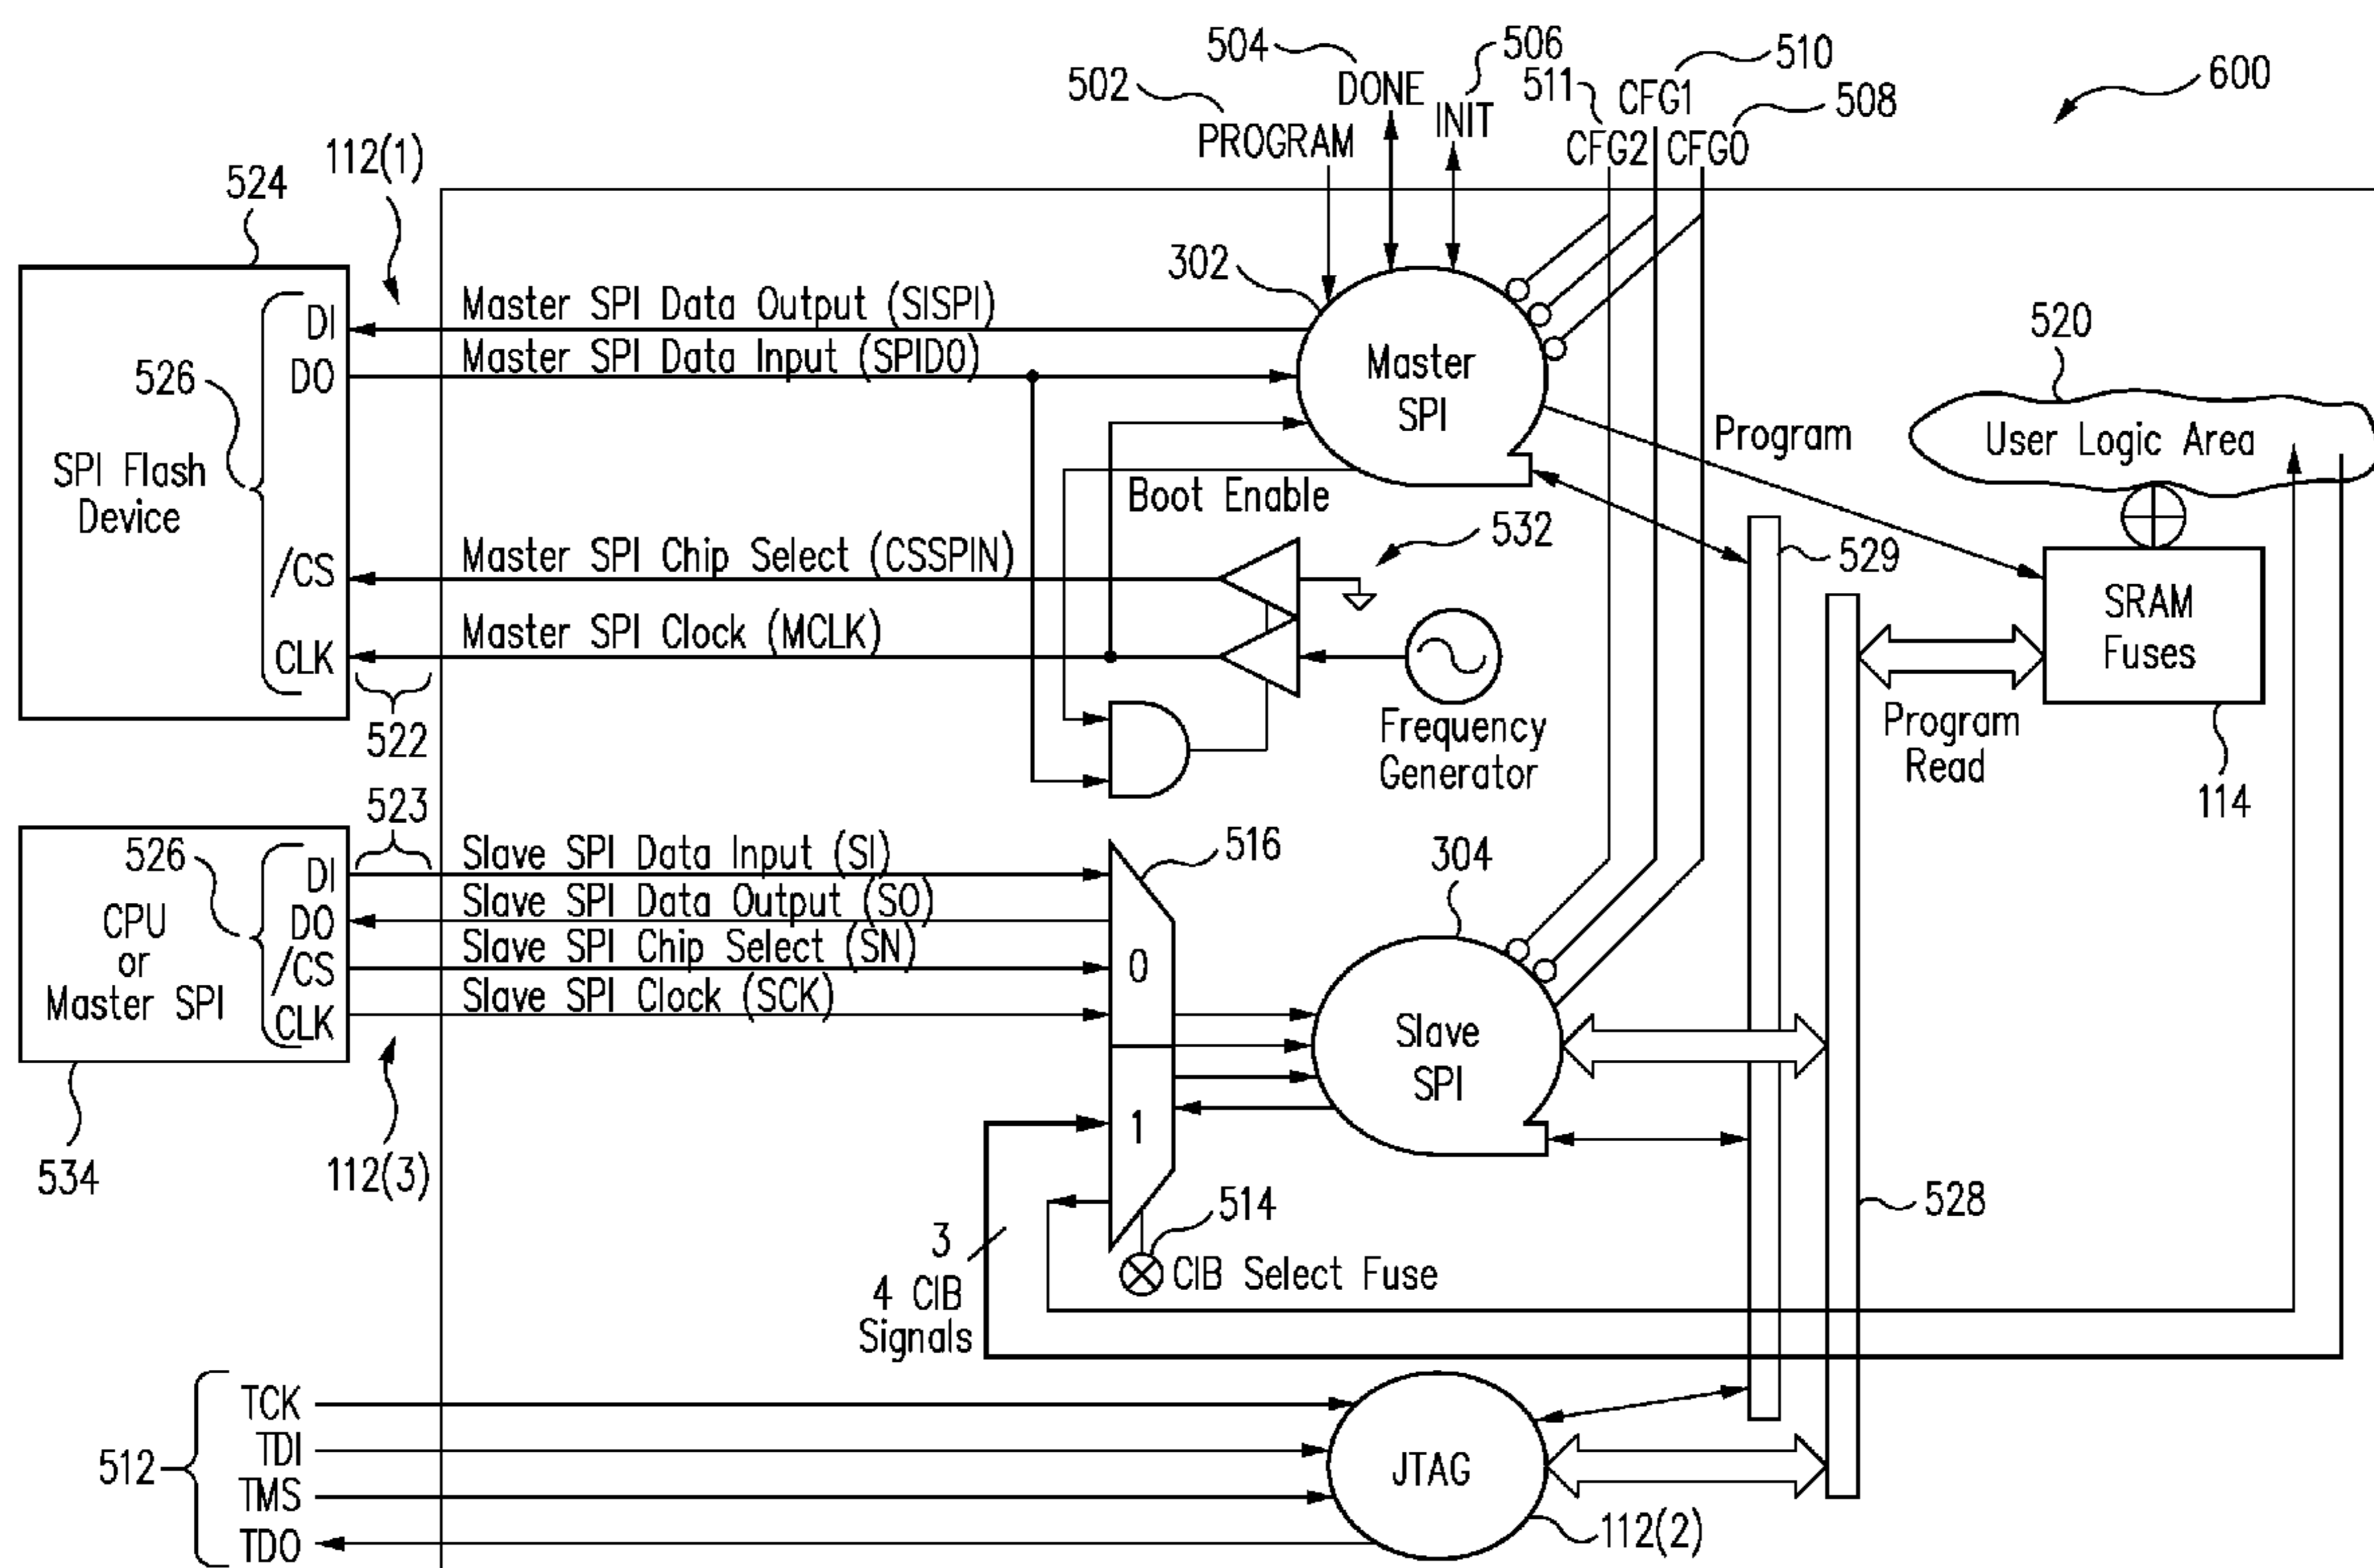 504
506
510
511
CFG1
600
502
DONE
INIT
508
PROGRAM
CFG2
CFG0
112(1)
524
302
Master SPI Data Output (SISPI)
DI
520
Master SPI Data Input (SPIDO)
526
DO
Master
SPI
Program
User Logic Area
SPI Flash
Device
Boot Enable
532
529
Master SPI Chip Select (CSSPIN)
/CS
SRAM
Fuses
Master SPI Clock (MCLK)
CLK
522
Frequency
Generator
Program
Read
114
523
526
Slave SPI Data Input (SI)
516
304
DI
Slave SPI Data Output (SO)
CPU
or
Master SPI
DO
Slave SPI Chip Select (SN)
/CS
0
Slave SPI Clock (SCK)
CLK
Slave
SPI
1
534
112(3)
514
528
3
4 CIB
Signals
CIB Select Fuse
TCK
512
TDI
JTAG
TMS
112(2)
TDO